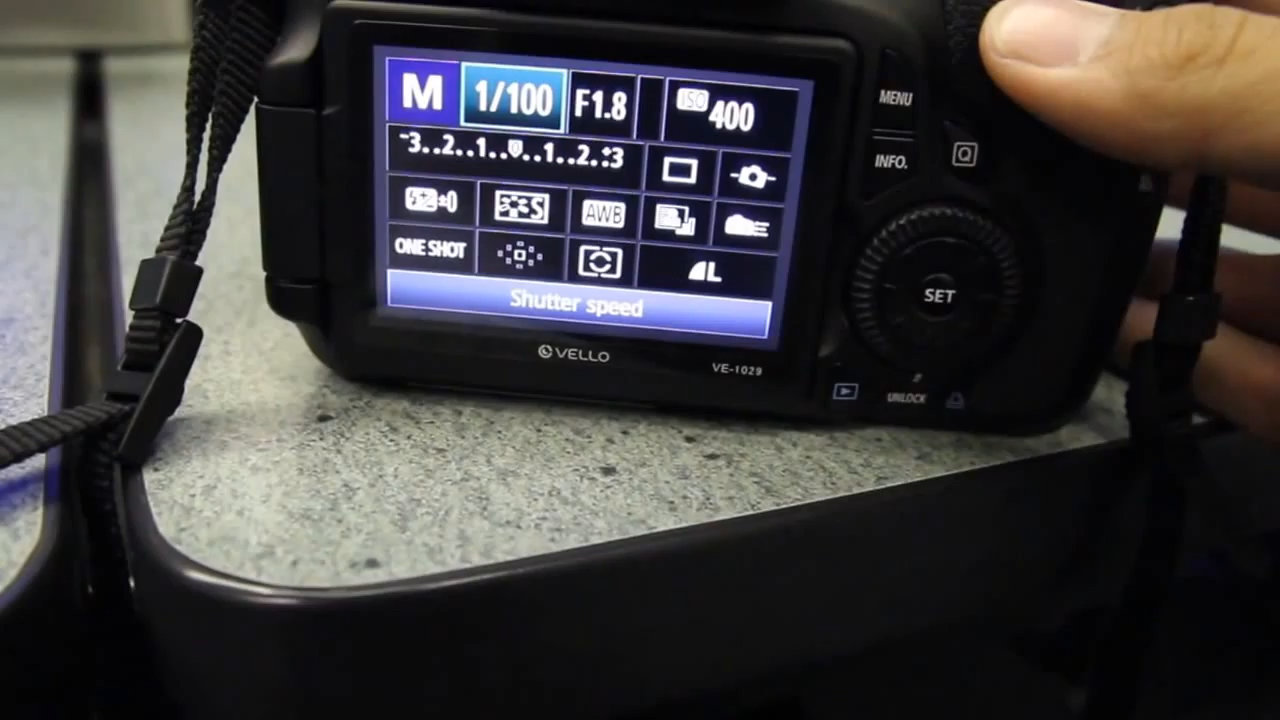 M 1/100 F1.8 ISO 400
-3..2..1..0..1..2.:+3
±0 S AWB
ONE SHOT L
Shutter speed
VELLO
VE-1029
MENU
INFO. Q
SET
UNLOCK